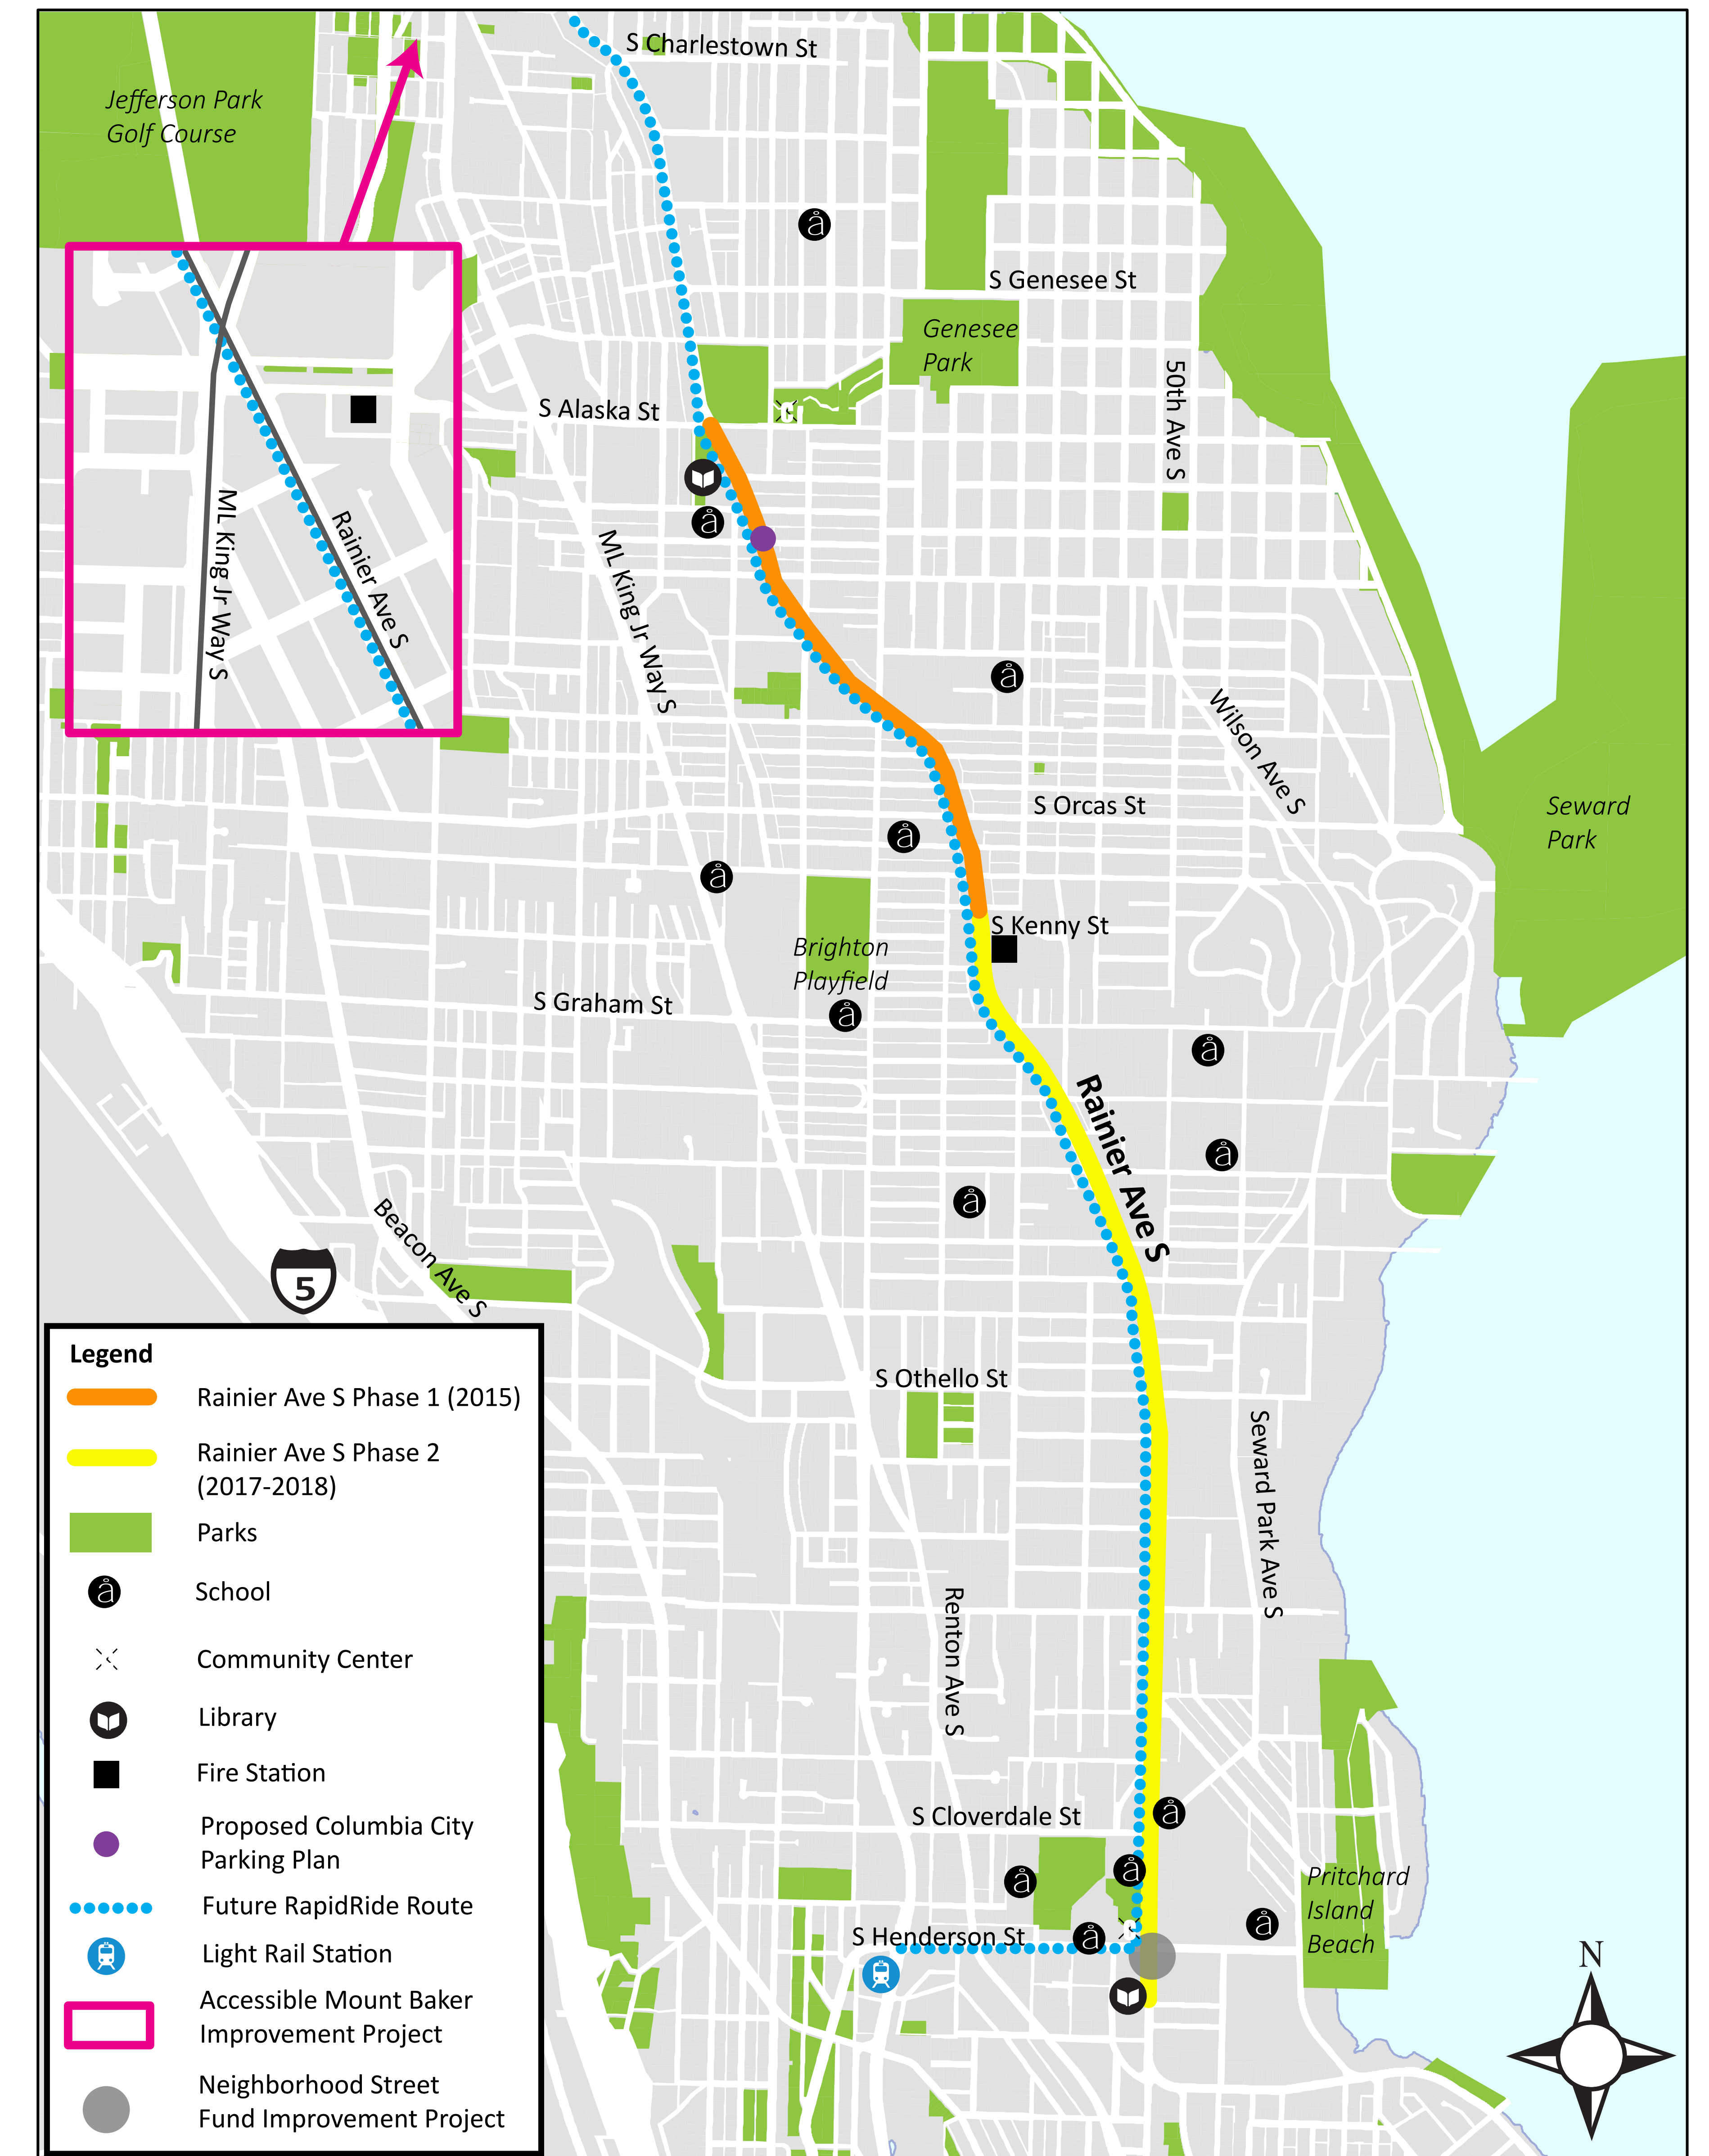 S Charlestown St
Jefferson Park
Golf Course
å
S Genesee St
Genesee
Park
50th Ave S
S Alaska St
å
ML King Jr Way S
Rainier Ave S
ML King Jr Way S
å
Wilson Ave S
S Orcas St
Seward
Park
å
å
S Kenny St
Brighton
Playfield
S Graham St
å
å
Rainier Ave S
å
å
Beacon Ave S
5
S Othello St
Seward Park Ave S
Renton Ave S
S Cloverdale St
å
å
å
Pritchard
Island
Beach
å
S Henderson St
å
N
Legend
Rainier Ave S Phase 1 (2015)
Rainier Ave S Phase 2
(2017-2018)
Parks
å
School
Community Center
Library
Fire Station
Proposed Columbia City
Parking Plan
Future RapidRide Route
Light Rail Station
Accessible Mount Baker
Improvement Project
Neighborhood Street
Fund Improvement Project